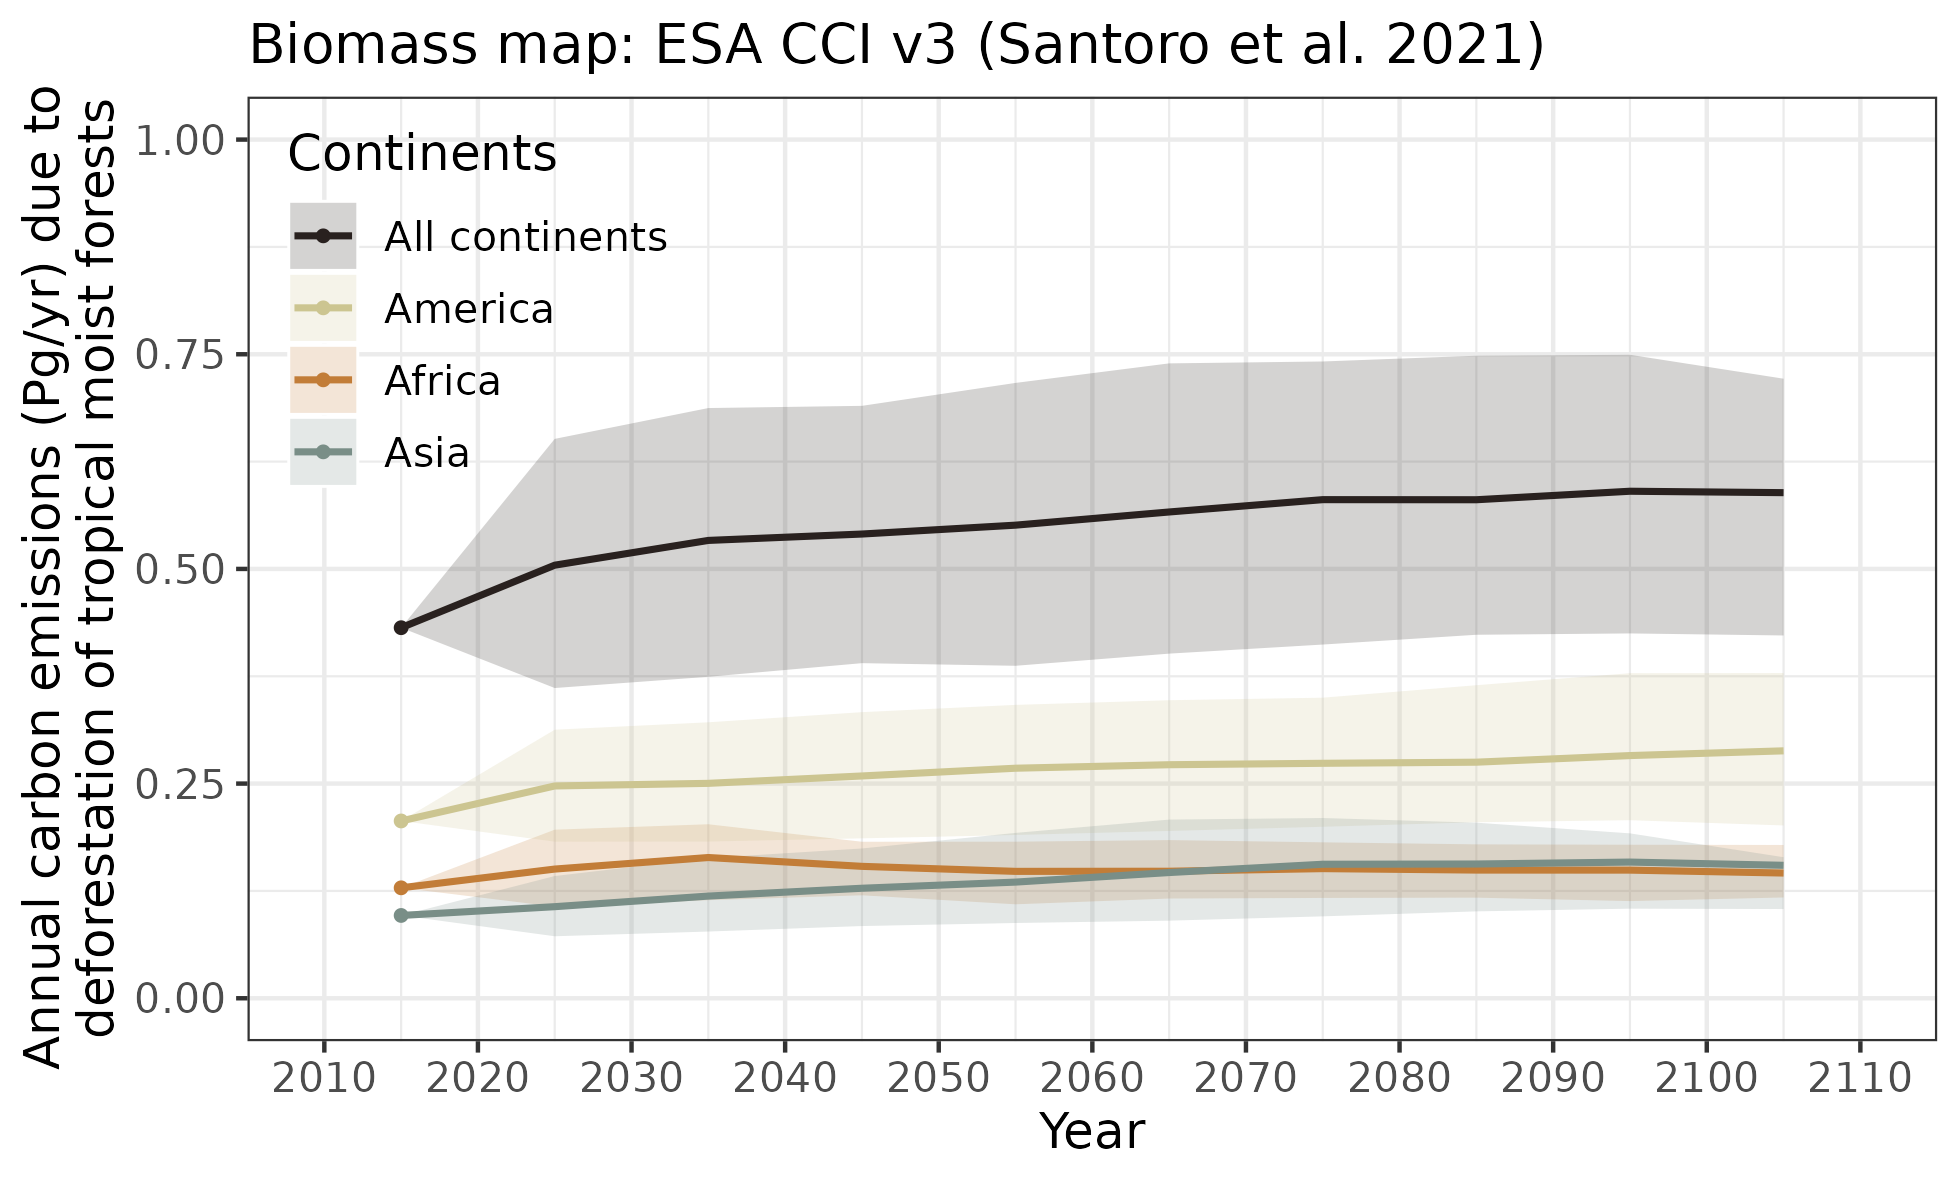 Biomass map: ESA CCI v3 (Santoro et al. 2021)
Annual carbon emissions (Pg/yr) due to
deforestation of tropical moist forests
1.00
0.75
0.50
0.25
0.00
Continents
All continents
America
Africa
Asia
2010 2020 2030 2040 2050 2060 2070 2080 2090 2100 2110
Year